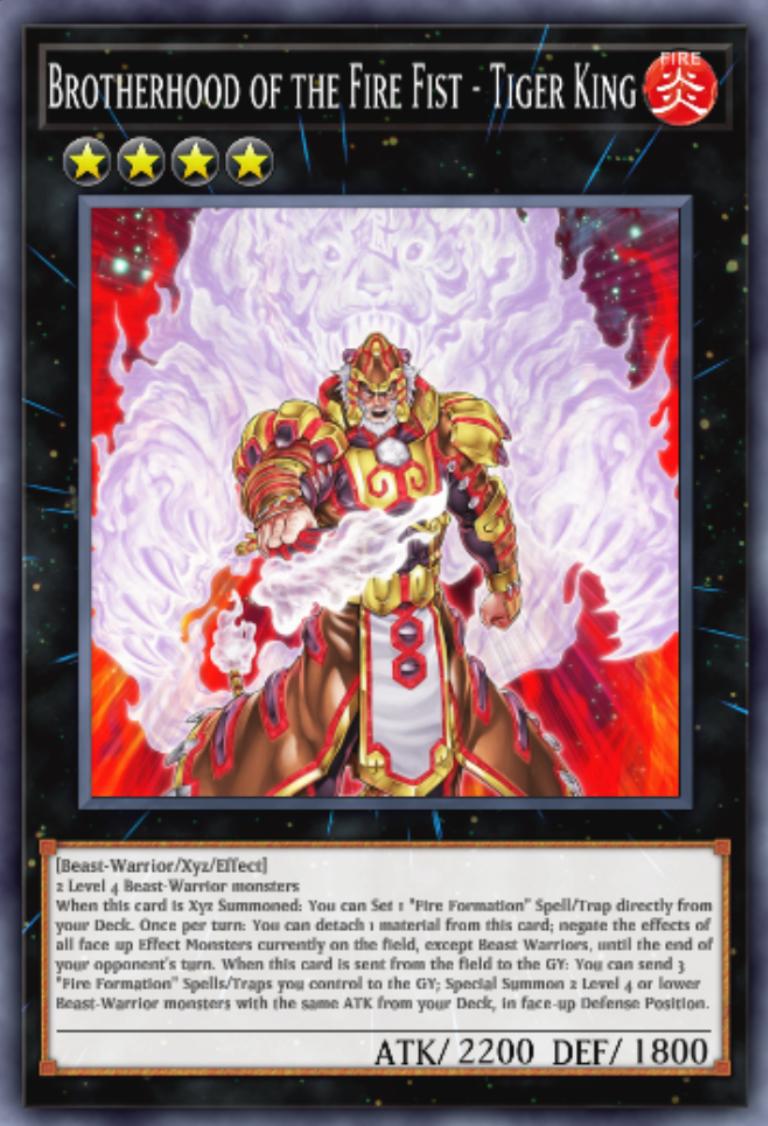 Brotherhood of the Fire Fist - Tiger King
FIRE
炎
[Beast-Warrior/Xyz/Effect]
2 Level 4 Beast-Warrior monsters
When this card is Xyz Summoned: You can Set 1 "Fire Formation" Spell/Trap directly from
your Deck. Once per turn: You can detach 1 material from this card; negate the effects of
all face up Effect Monsters currently on the field, except Beast Warriors, until the end of
your opponent's turn. When this card is sent from the field to the GY: You can send 3
"Fire Formation" Spells/Traps you control to the GY; Special Summon 2 Level 4 or lower
Beast-Warrior monsters with the same ATK from your Deck, in face-up Defense Position.
ATK/ 2200 DEF/ 1800